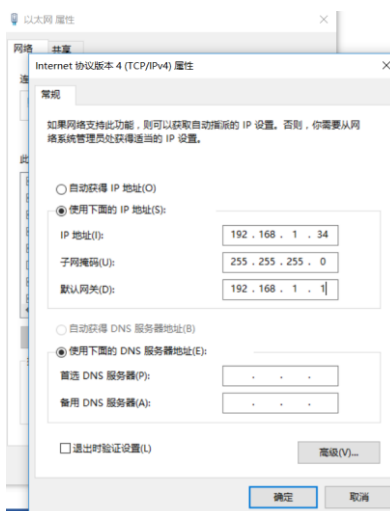 以太网 属性
网络
共享
Internet 协议版本 4 (TCP/IPv4) 属性
常规
如果网络支持此功能，则可以获取自动指派的 IP 设置。否则，你需要从网
络系统管理员处获得适当的 IP 设置。
自动获得 IP 地址(O)
使用下面的 IP 地址(S):
IP 地址(I):
192 . 168 . 1 . 34
子网掩码(U):
255 . 255 . 255 . 0
默认网关(D):
192 . 168 . 1 . 1
自动获得 DNS 服务器地址(B)
使用下面的 DNS 服务器地址(E):
首选 DNS 服务器(P):
. . .
备用 DNS 服务器(A):
. . .
退出时验证设置(L)
高级(V)...
确定
取消